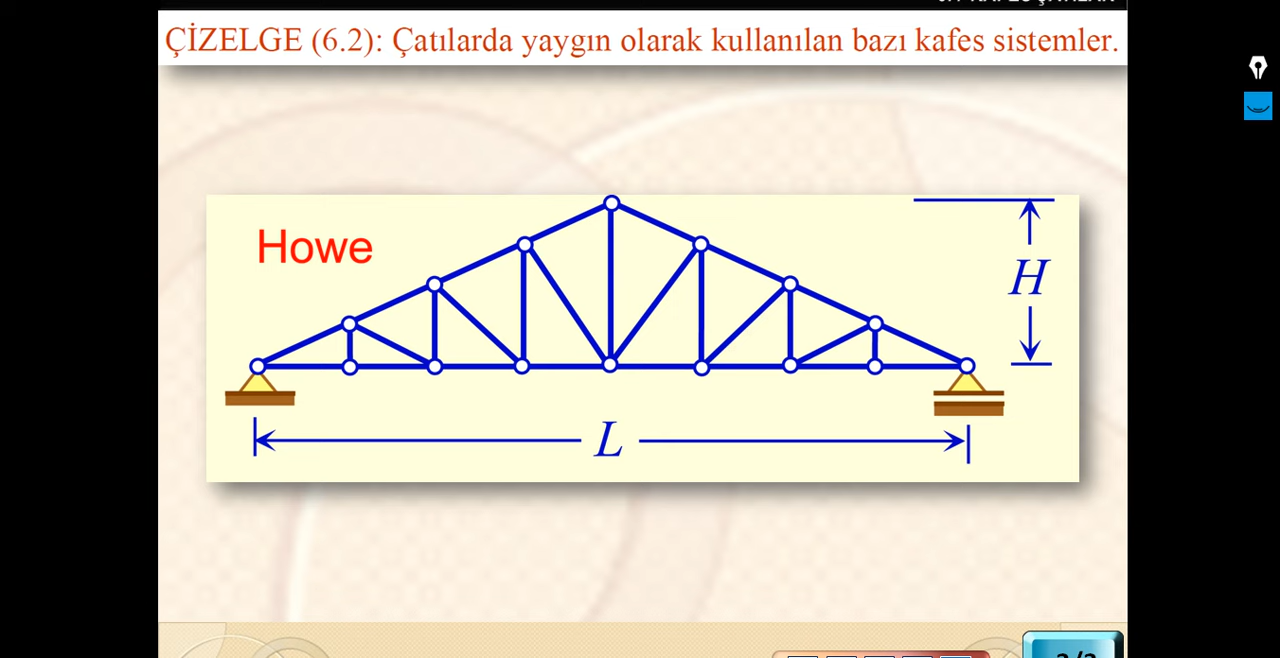 ÇİZELGE (6.2): Çatılarda yaygın olarak kullanılan bazı kafes sistemler.
Howe
H
L